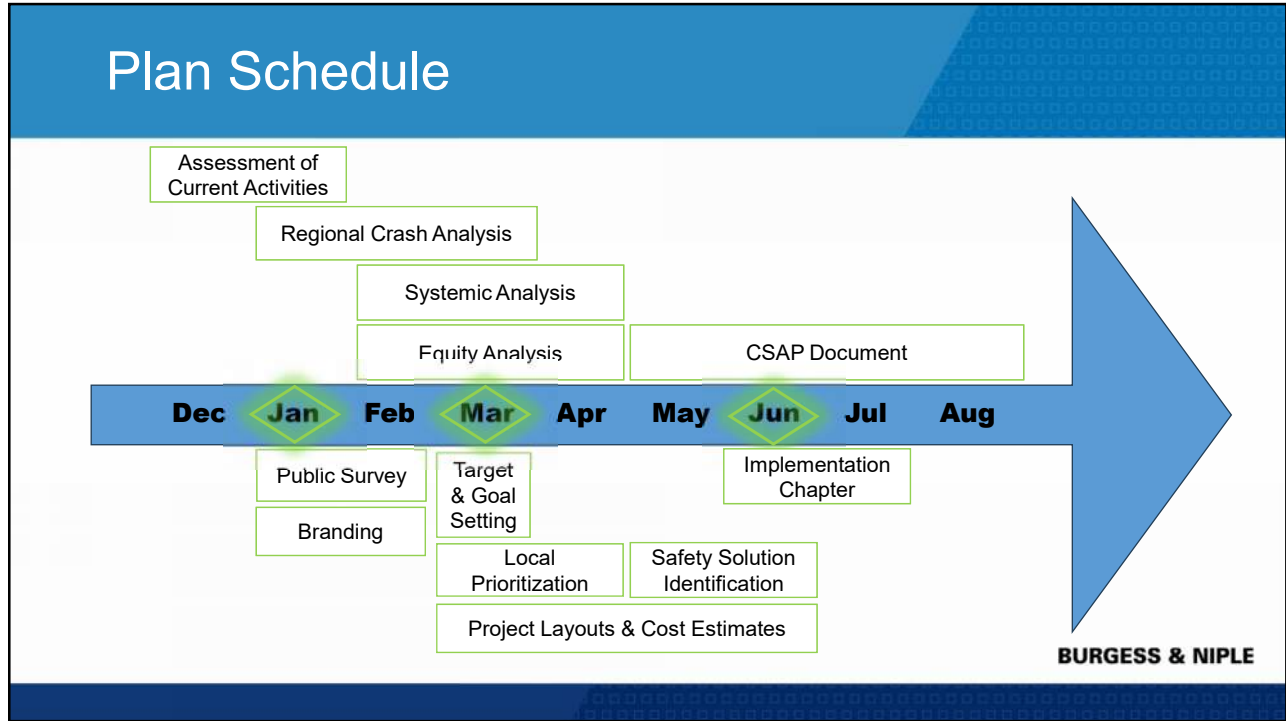 Plan Schedule
Assessment of
Current Activities
Regional Crash Analysis
Systemic Analysis
Equity Analysis
CSAP Document
Dec Jan Feb Mar Apr May Jun Jul Aug
Public Survey
Branding
Target
& Goal
Setting
Implementation
Chapter
Local
Prioritization
Safety Solution
Identification
Project Layouts & Cost Estimates
BURGESS & NIPLE